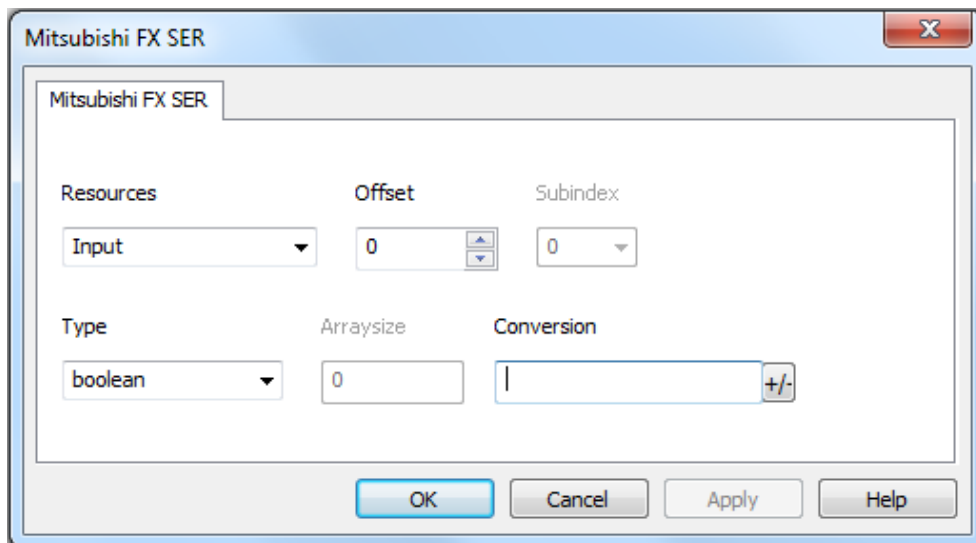 Mitsubishi FX SER
Mitsubishi FX SER
Resources Offset Subindex
Input 0 0
Type Arraysize Conversion
boolean 0 +/-
OK Cancel Apply Help